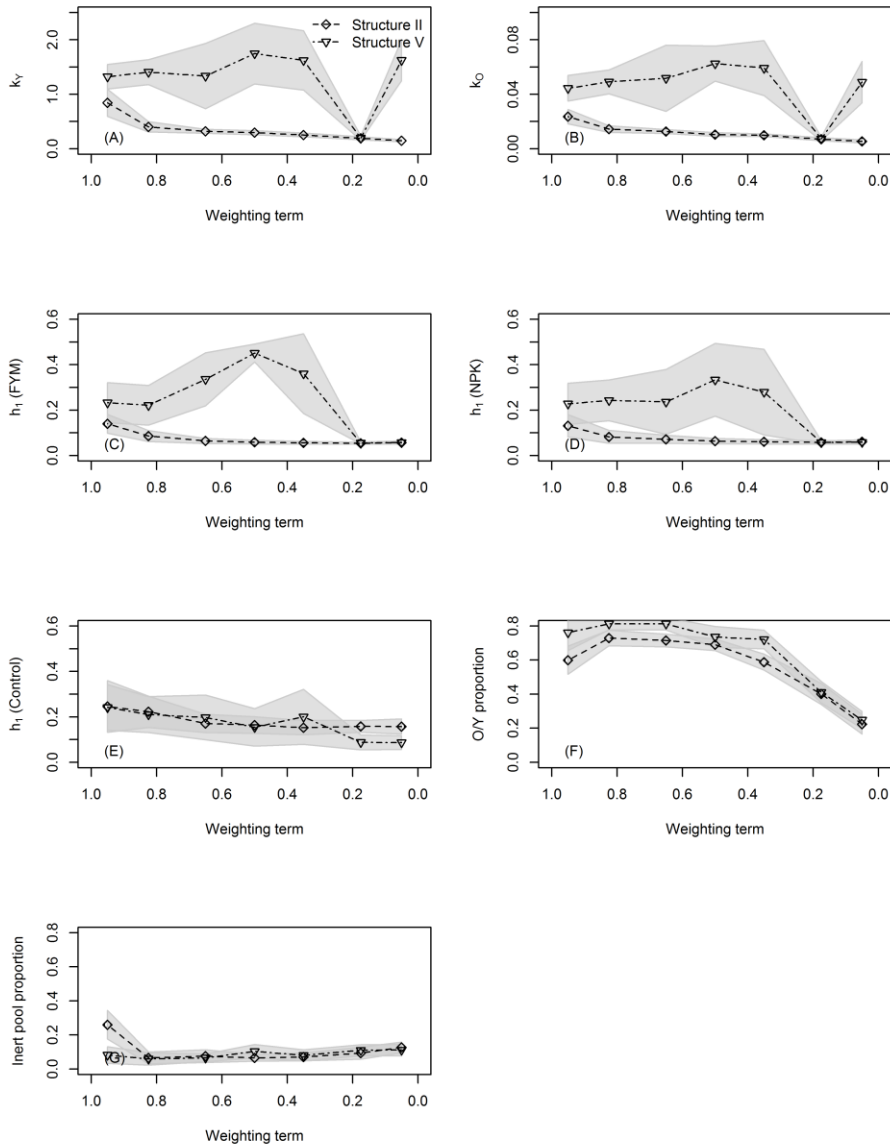 Structure II
Structure V
kY
0.0 1.0 2.0
(A)
1.0 0.8 0.6 0.4 0.2 0.0
Weighting term
kO
0.00 0.04 0.08
(B)
1.0 0.8 0.6 0.4 0.2 0.0
Weighting term
h1 (FYM)
0.0 0.2 0.4 0.6
(C)
1.0 0.8 0.6 0.4 0.2 0.0
Weighting term
h1 (NPK)
0.0 0.2 0.4 0.6
(D)
1.0 0.8 0.6 0.4 0.2 0.0
Weighting term
h1 (Control)
0.0 0.2 0.4 0.6
(E)
1.0 0.8 0.6 0.4 0.2 0.0
Weighting term
O/Y proportion
0.0 0.2 0.4 0.6 0.8
(F)
1.0 0.8 0.6 0.4 0.2 0.0
Weighting term
Inert pool proportion
0.0 0.2 0.4 0.6 0.8
(G)
1.0 0.8 0.6 0.4 0.2 0.0
Weighting term